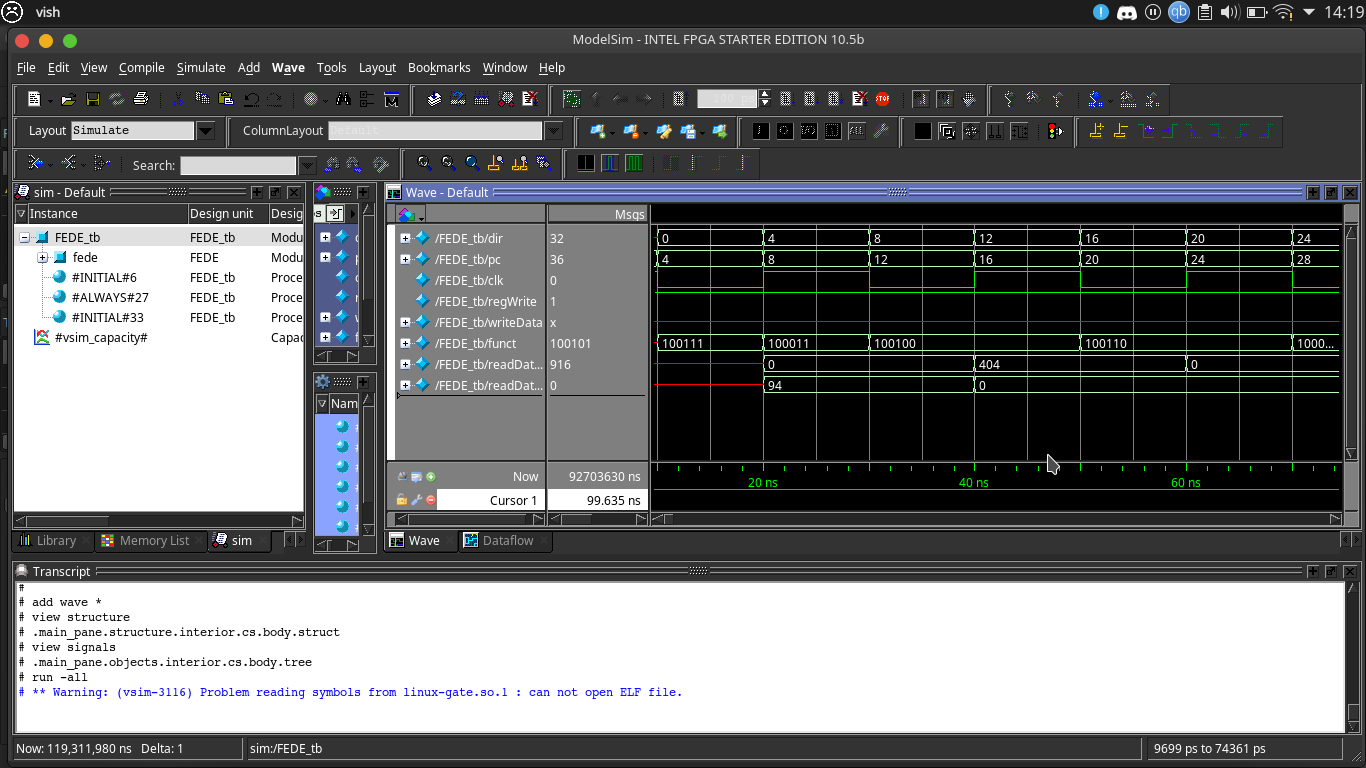 vish
qb
14:19
ModelSim - INTEL FPGA STARTER EDITION 10.5b
File Edit View Compile Simulate Add Wave Tools Layout Bookmarks Window Help
100 ps
STOP
Layout Simulate
ColumnLayout Default
Search:
sim - Default
Instance Design unit Desig
FEDE_tb FEDE_tb Modu
fede FEDE Modu
#INITIAL#6 FEDE_tb Proce
#ALWAYS#27 FEDE_tb Proce
#INITIAL#33 FEDE_tb Proce
#vsim_capacity# Capac
Nam
Wave - Default
Msgs
/FEDE_tb/dir 32 0 4 8 12 16 20 24
/FEDE_tb/pc 36 4 8 12 16 20 24 28
/FEDE_tb/clk 0
/FEDE_tb/regWrite 1
/FEDE_tb/writeData x
/FEDE_tb/funct 100101 100111 100011 100100 100110 1000...
/FEDE_tb/readDat... 916 0 404 0
/FEDE_tb/readDat... 0 94 0
Now 92703630 ns
20 ns 40 ns 60 ns
Cursor 1 99.635 ns
Library Memory List sim
Wave Dataflow
Transcript
#
# add wave *
# view structure
# .main_pane.structure.interior.cs.body.struct
# view signals
# .main_pane.objects.interior.cs.body.tree
# run -all
# ** Warning: (vsim-3116) Problem reading symbols from linux-gate.so.1 : can not open ELF file.
Now: 119,311,980 ns Delta: 1
sim:/FEDE_tb
9699 ps to 74361 ps